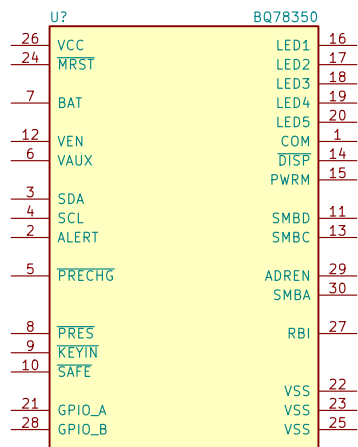 U? BQ78350
26 VCC LED1 16
24 MRST LED2 17
LED3 18
7 BAT LED4 19
LED5 20
12 VEN COM 1
6 VAUX DISP 14
PWRM 15
3 SDA
4 SCL SMBD 11
2 ALERT SMBC 13
5 PRECHG ADREN 29
SMBA 30
8 PRES RBI 27
9 KEYIN
10 SAFE
VSS 22
21 GPIO_A VSS 23
28 GPIO_B VSS 25